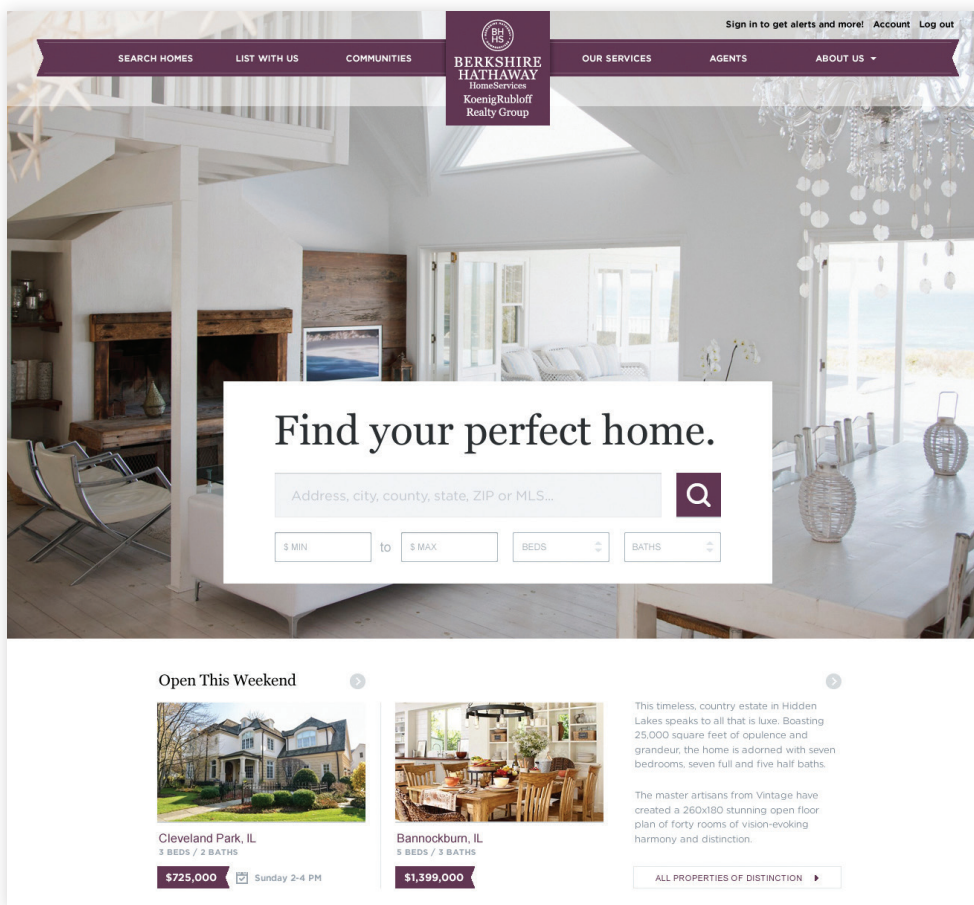 Sign in to get alerts and more! Account Log out
SEARCH HOMES LIST WITH US COMMUNITIES
BH
HS
BERKSHIRE
HATHAWAY
HomeServices
KoenigRubloff
Realty Group
OUR SERVICES AGENTS ABOUT US
Find your perfect home.
Address, city, county, state, ZIP or MLS...
$ MIN to $ MAX BEDS BATHS
Open This Weekend
Cleveland Park, IL
3 BEDS / 2 BATHS
$725,000 Sunday 2-4 PM
Bannockburn, IL
5 BEDS / 3 BATHS
$1,399,000
This timeless, country estate in Hidden
Lakes speaks to all that is luxe. Boasting
25,000 square feet of opulence and
grandeur, the home is adorned with seven
bedrooms, seven full and five half baths.
The master artisans from Vintage have
created a 260x180 stunning open floor
plan of forty rooms of vision-evoking
harmony and distinction.
ALL PROPERTIES OF DISTINCTION